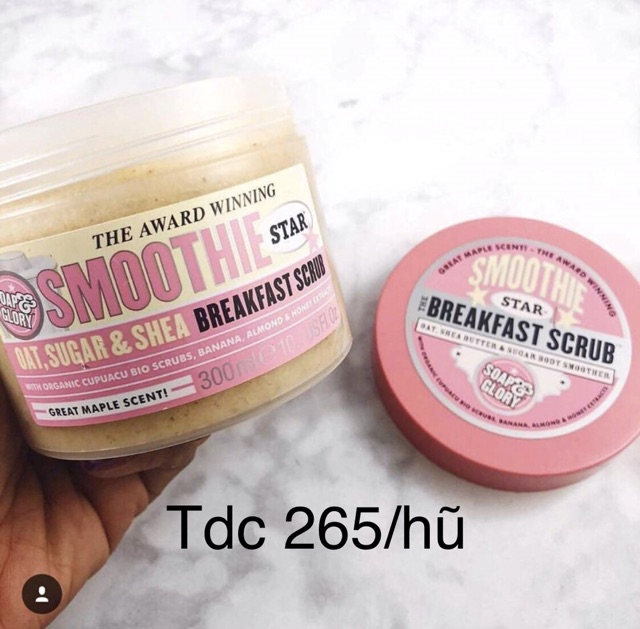 THE AWARD WINNING
SMOOTHIE
STAR
SOAP&
GLORY
OAT, SUGAR & SHEA BREAKFAST SCRUB
WITH ORGANIC CUPUACU BIO SCRUBS, BANANA, ALMOND & HONEY EXTRACTS
300ml e 10.
GREAT MAPLE SCENT!
GREAT MAPLE SCENT! - THE AWARD WINNING
SMOOTHIE
STAR
THE
BREAKFAST SCRUB
OAT, SHEA BUTTER & SUGAR BODY SMOOTHER
SOAP&
GLORY
WITH ORGANIC CUPUACU BIO SCRUBS, BANANA, ALMOND & HONEY EXTRACTS
Tdc 265/hũ